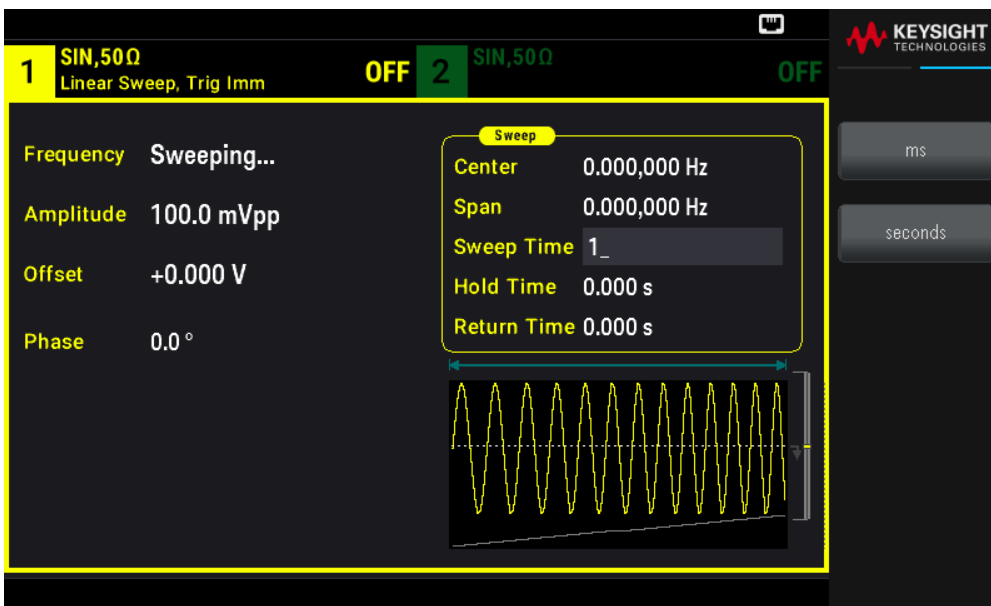 KEYSIGHT
TECHNOLOGIES
1 SIN,50Ω OFF
Linear Sweep, Trig Imm
2 SIN,50Ω OFF
Frequency Sweeping...
Amplitude 100.0 mVpp
Offset +0.000 V
Phase 0.0 °
Sweep
Center 0.000,000 Hz
Span 0.000,000 Hz
Sweep Time 1_
Hold Time 0.000 s
Return Time 0.000 s
ms
seconds